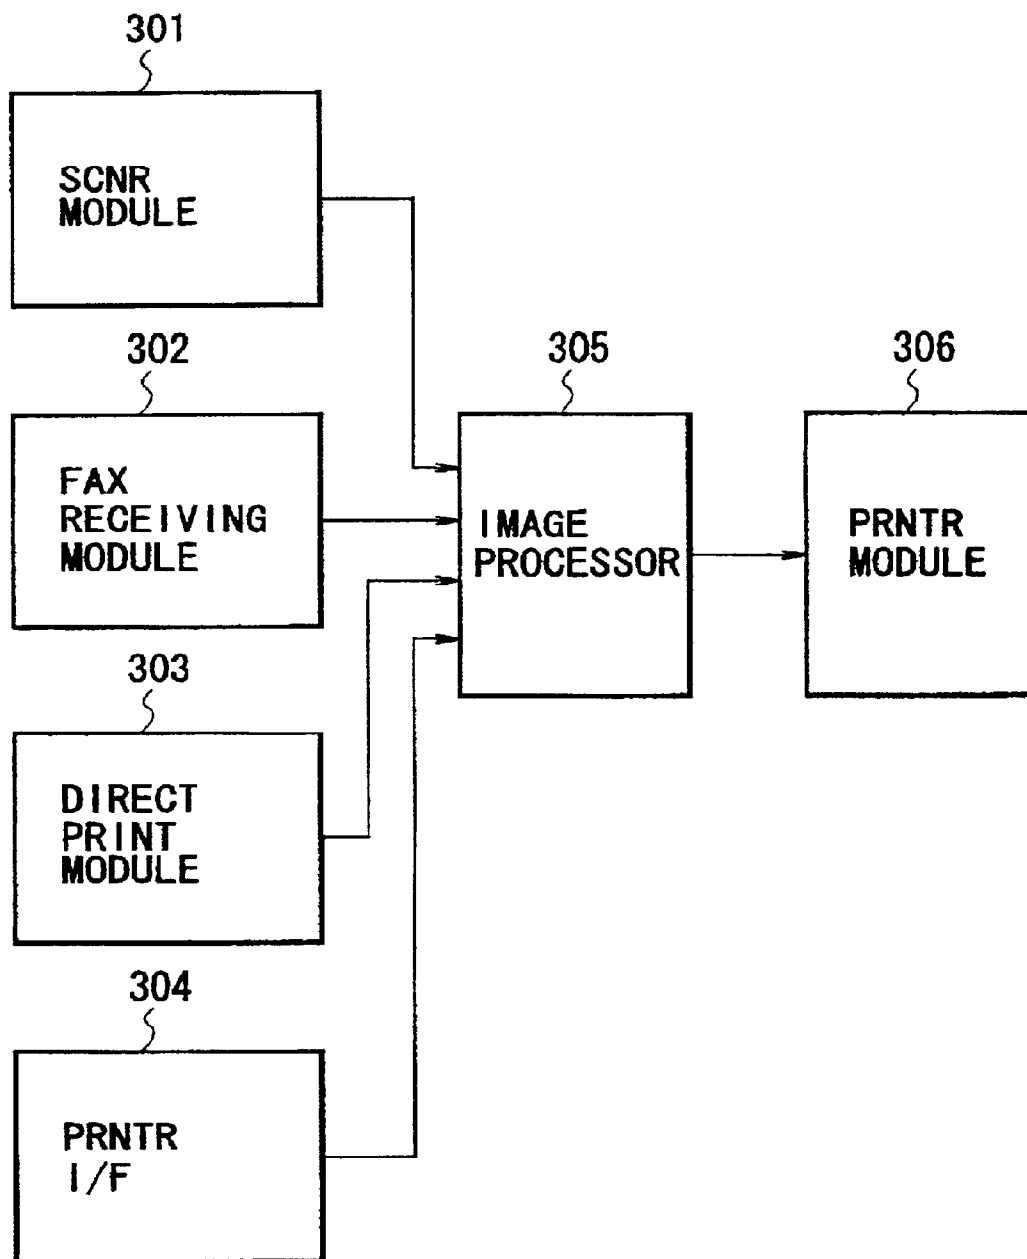 301
SCNR
MODULE
302
FAX
RECEIVING
MODULE
303
DIRECT
PRINT
MODULE
304
PRNTR
I/F
305
IMAGE
PROCESSOR
306
PRNTR
MODULE